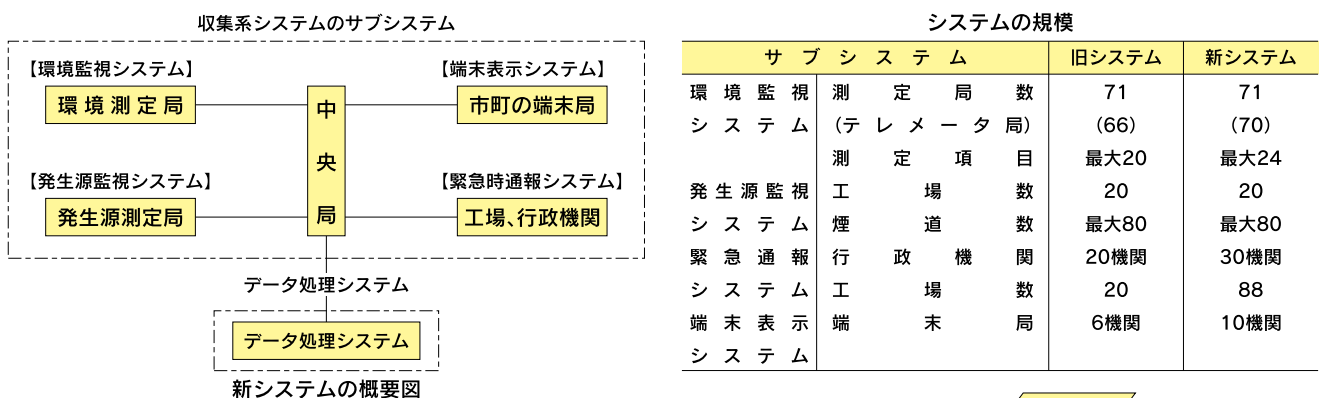 収集系システムのサブシステム
【環境監視システム】
環境測定局
【端末表示システム】
市町の端末局
中央局
【発生源監視システム】
発生源測定局
【緊急時通報システム】
工場、行政機関
データ処理システム
データ処理システム
新システムの概要図
システムの規模
サブシステム 旧システム 新システム
環境監視 測定局数 71 71
システム (テレメータ局) (66) (70)
測定項目 最大20 最大24
発生源監視 工場数 20 20
システム 煙道数 最大80 最大80
緊急通報 行政機関 20機関 30機関
システム 工場数 20 88
端末表示 端末局 6機関 10機関
システム